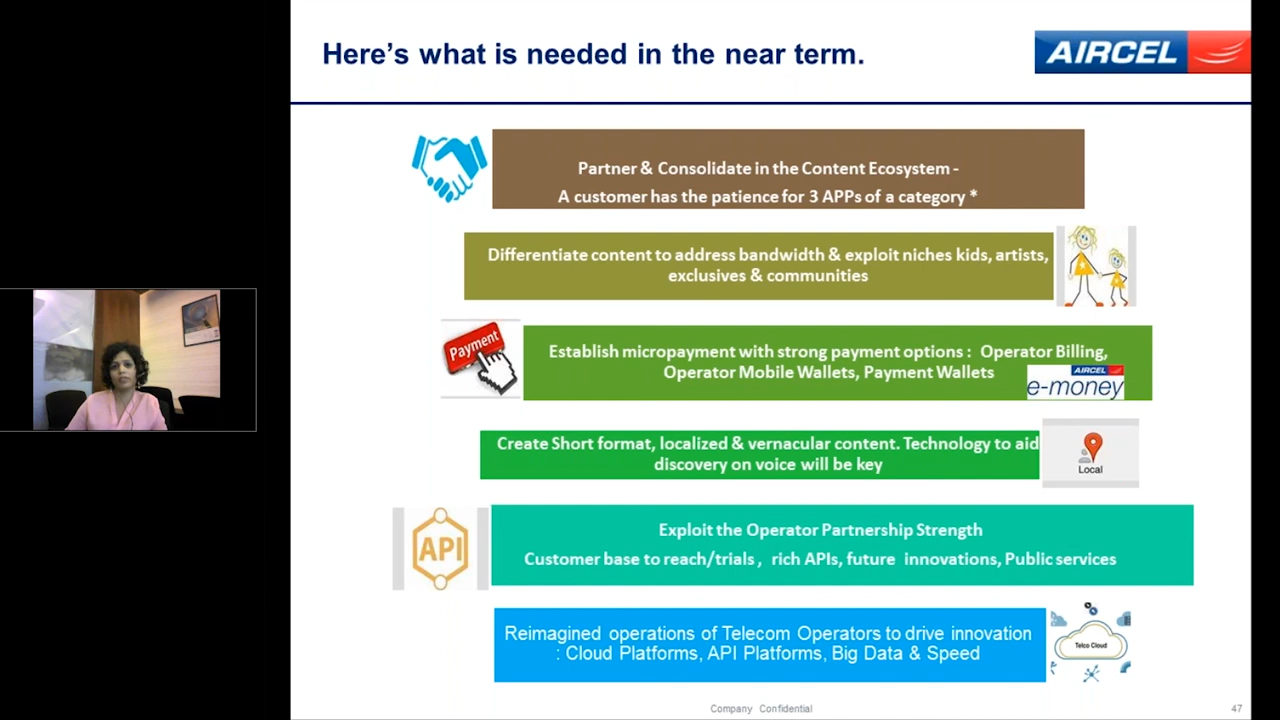 Here’s what is needed in the near term.
AIRCEL
Partner & Consolidate in the Content Ecosystem -
A customer has the patience for 3 APPs of a category *
Differentiate content to address bandwidth & exploit niches kids, artists,
exclusives & communities
Payment
Establish micropayment with strong payment options : Operator Billing,
Operator Mobile Wallets, Payment Wallets
AIRCEL
e-money
Create Short format, localized & vernacular content. Technology to aid
discovery on voice will be key
Local
API
Exploit the Operator Partnership Strength
Customer base to reach/trials , rich APIs, future innovations, Public services
Reimagined operations of Telecom Operators to drive innovation
: Cloud Platforms, API Platforms, Big Data & Speed
Telco Cloud
Company Confidential
47